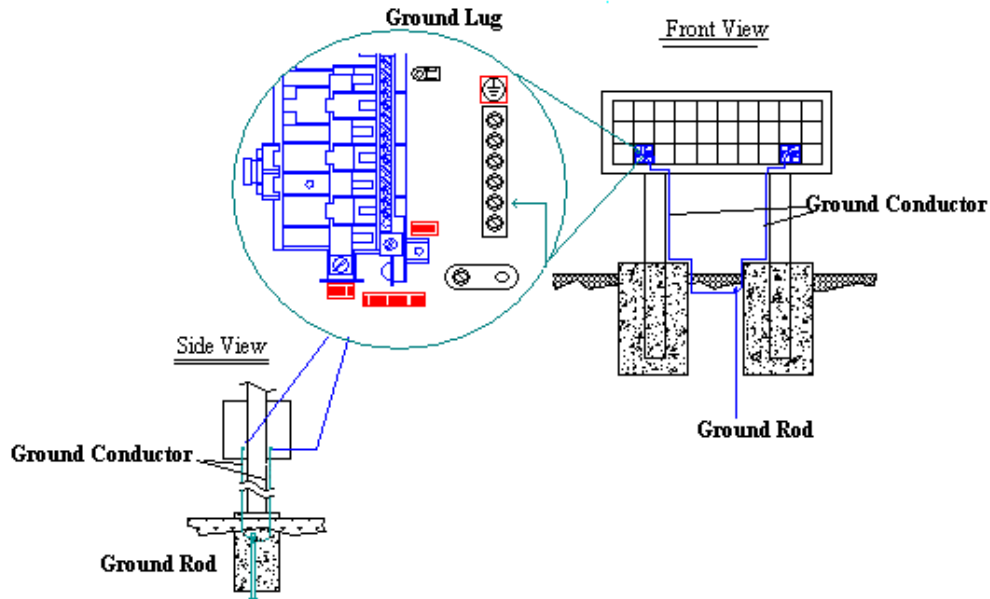 Ground Lug
Front View
Ground Conductor
Side View
Ground Rod
Ground Conductor
Ground Rod